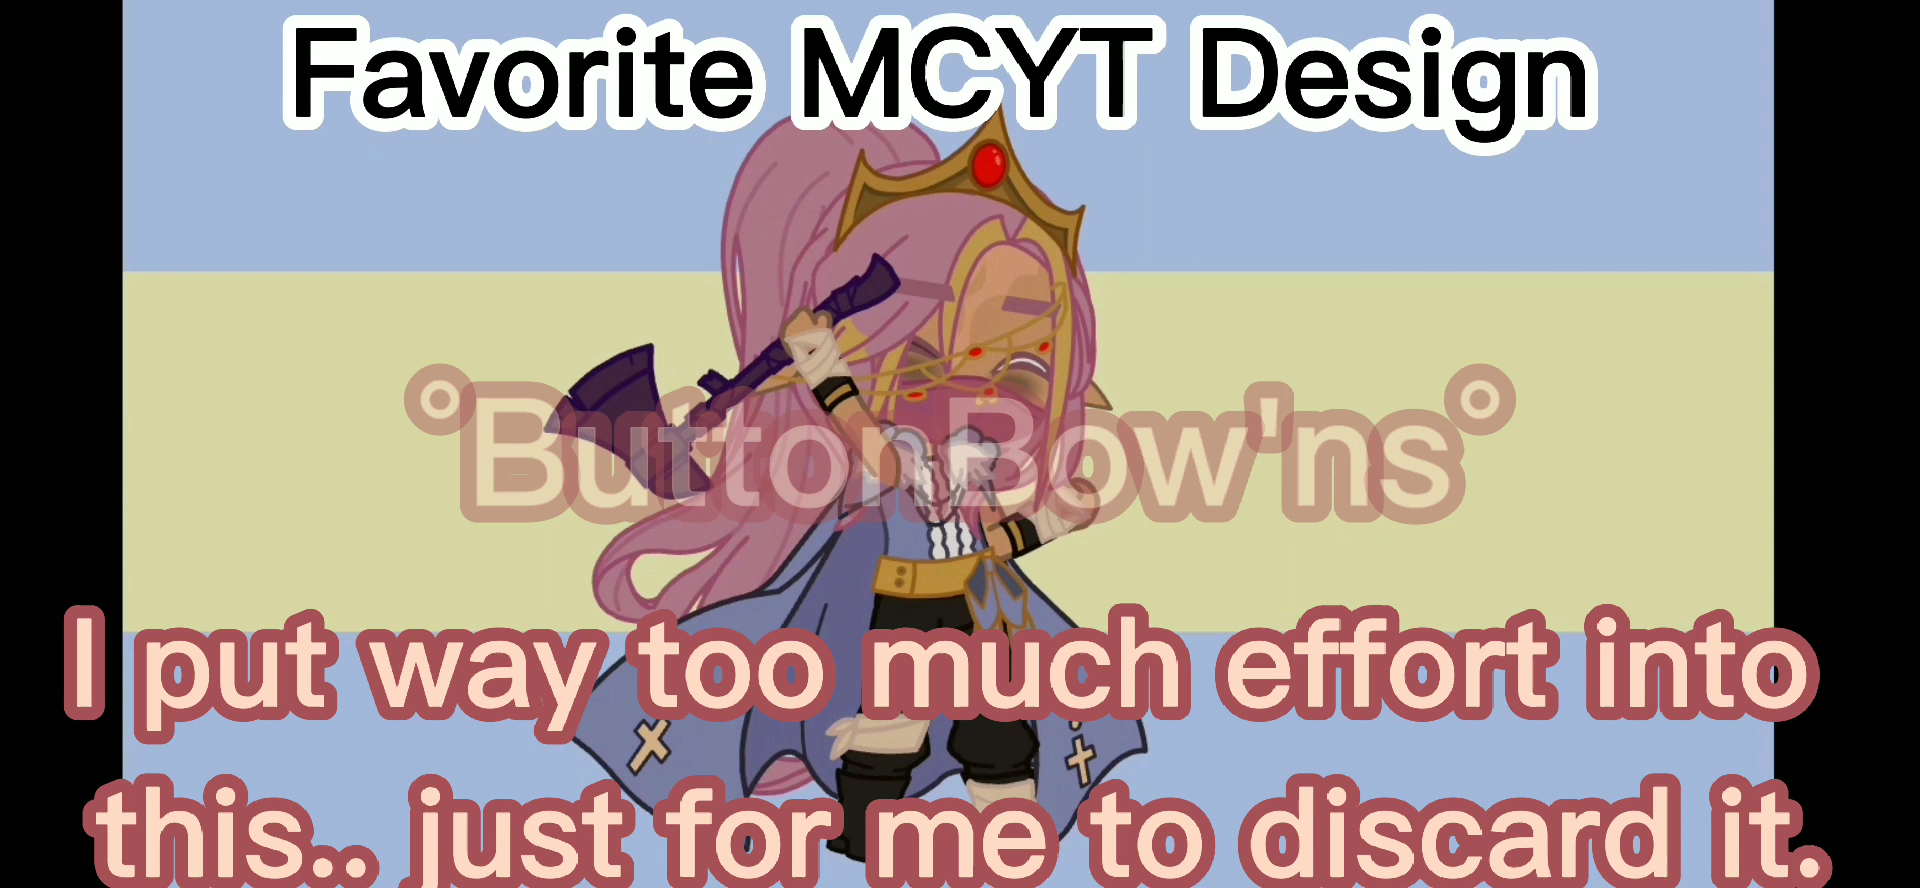 Favorite MCYT Design
°ButtonBow'ns°
I put way too much effort into
this.. just for me to discard it.